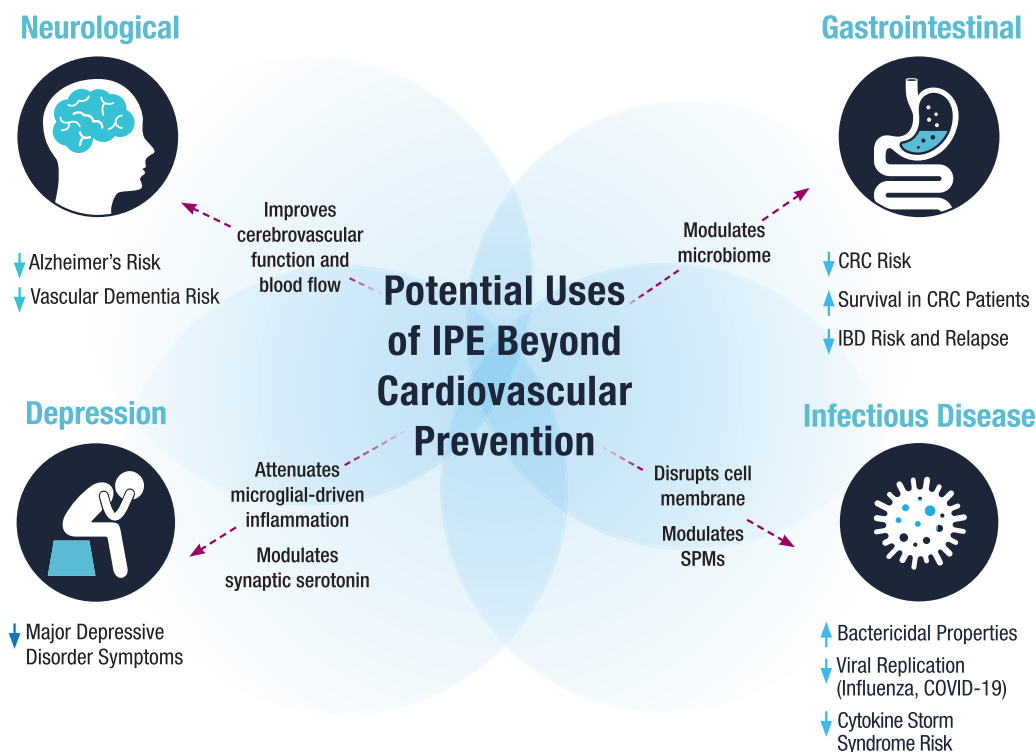 Neurological
Improves
cerebrovascular
function and
blood flow
Alzheimer's Risk
Vascular Dementia Risk
Gastrointestinal
Modulates
microbiome
CRC Risk
Survival in CRC Patients
IBD Risk and Relapse
Potential Uses
of IPE Beyond
Cardiovascular
Prevention
Depression
Attenuates
microglial-driven
inflammation
Modulates
synaptic serotonin
Major Depressive
Disorder Symptoms
Infectious Disease
Disrupts cell
membrane
Modulates
SPMs
Bactericidal Properties
Viral Replication
(Influenza, COVID-19)
Cytokine Storm
Syndrome Risk